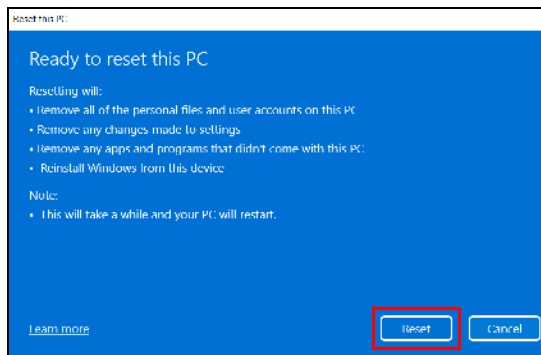 Reset this PC
Ready to reset this PC
Resetting will:
• Remove all of the personal files and user accounts on this PC
• Remove any changes made to settings
• Remove any apps and programs that didn't come with this PC
• Reinstall Windows from this device
Note:
• This will take a while and your PC will restart.
Learn more
Reset
Cancel